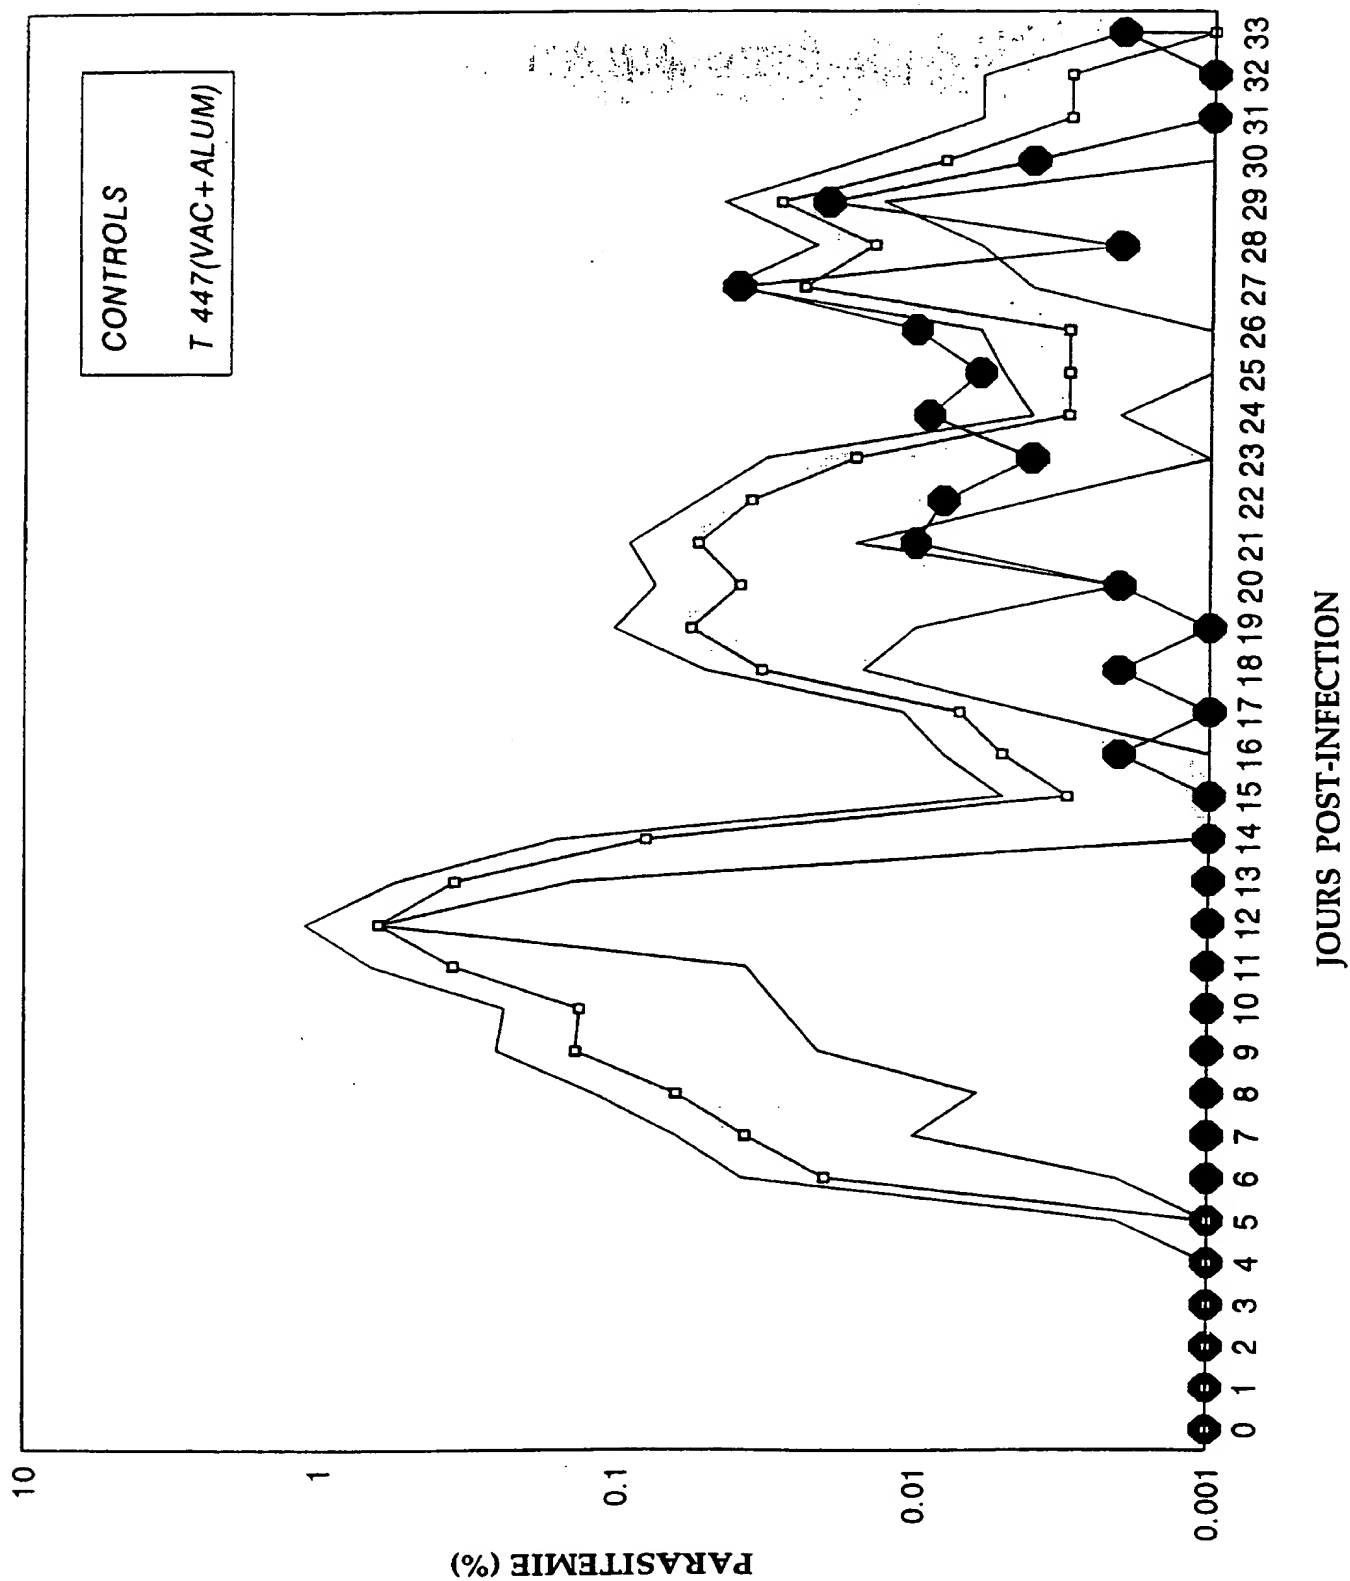 CONTROLS
T 447(VAC+ALUM)
PARASITEMIE (%)
10
1
0.1
0.01
0.001
0 1 2 3 4 5 6 7 8 9 10 11 12 13 14 15 16 17 18 19 20 21 22 23 24 25 26 27 28 29 30 31 32 33
JOURS POST-INFECTION